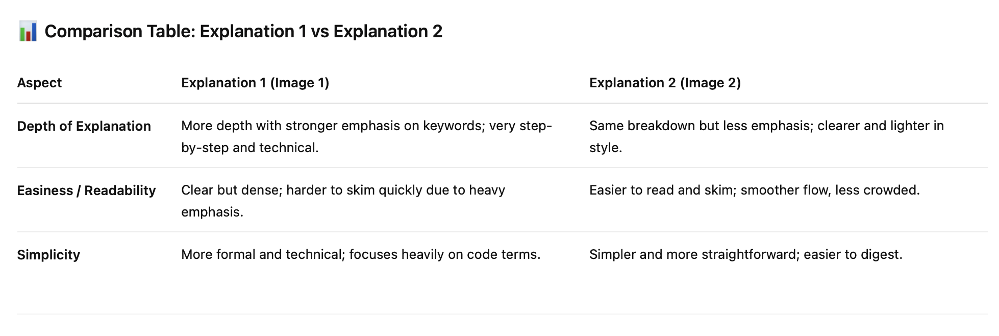 📊 Comparison Table: Explanation 1 vs Explanation 2
Aspect Explanation 1 (Image 1) Explanation 2 (Image 2)
Depth of Explanation More depth with stronger emphasis on keywords; very step- Same breakdown but less emphasis; clearer and lighter in
by-step and technical. style.
Easiness / Readability Clear but dense; harder to skim quickly due to heavy Easier to read and skim; smoother flow, less crowded.
emphasis.
Simplicity More formal and technical; focuses heavily on code terms. Simpler and more straightforward; easier to digest.